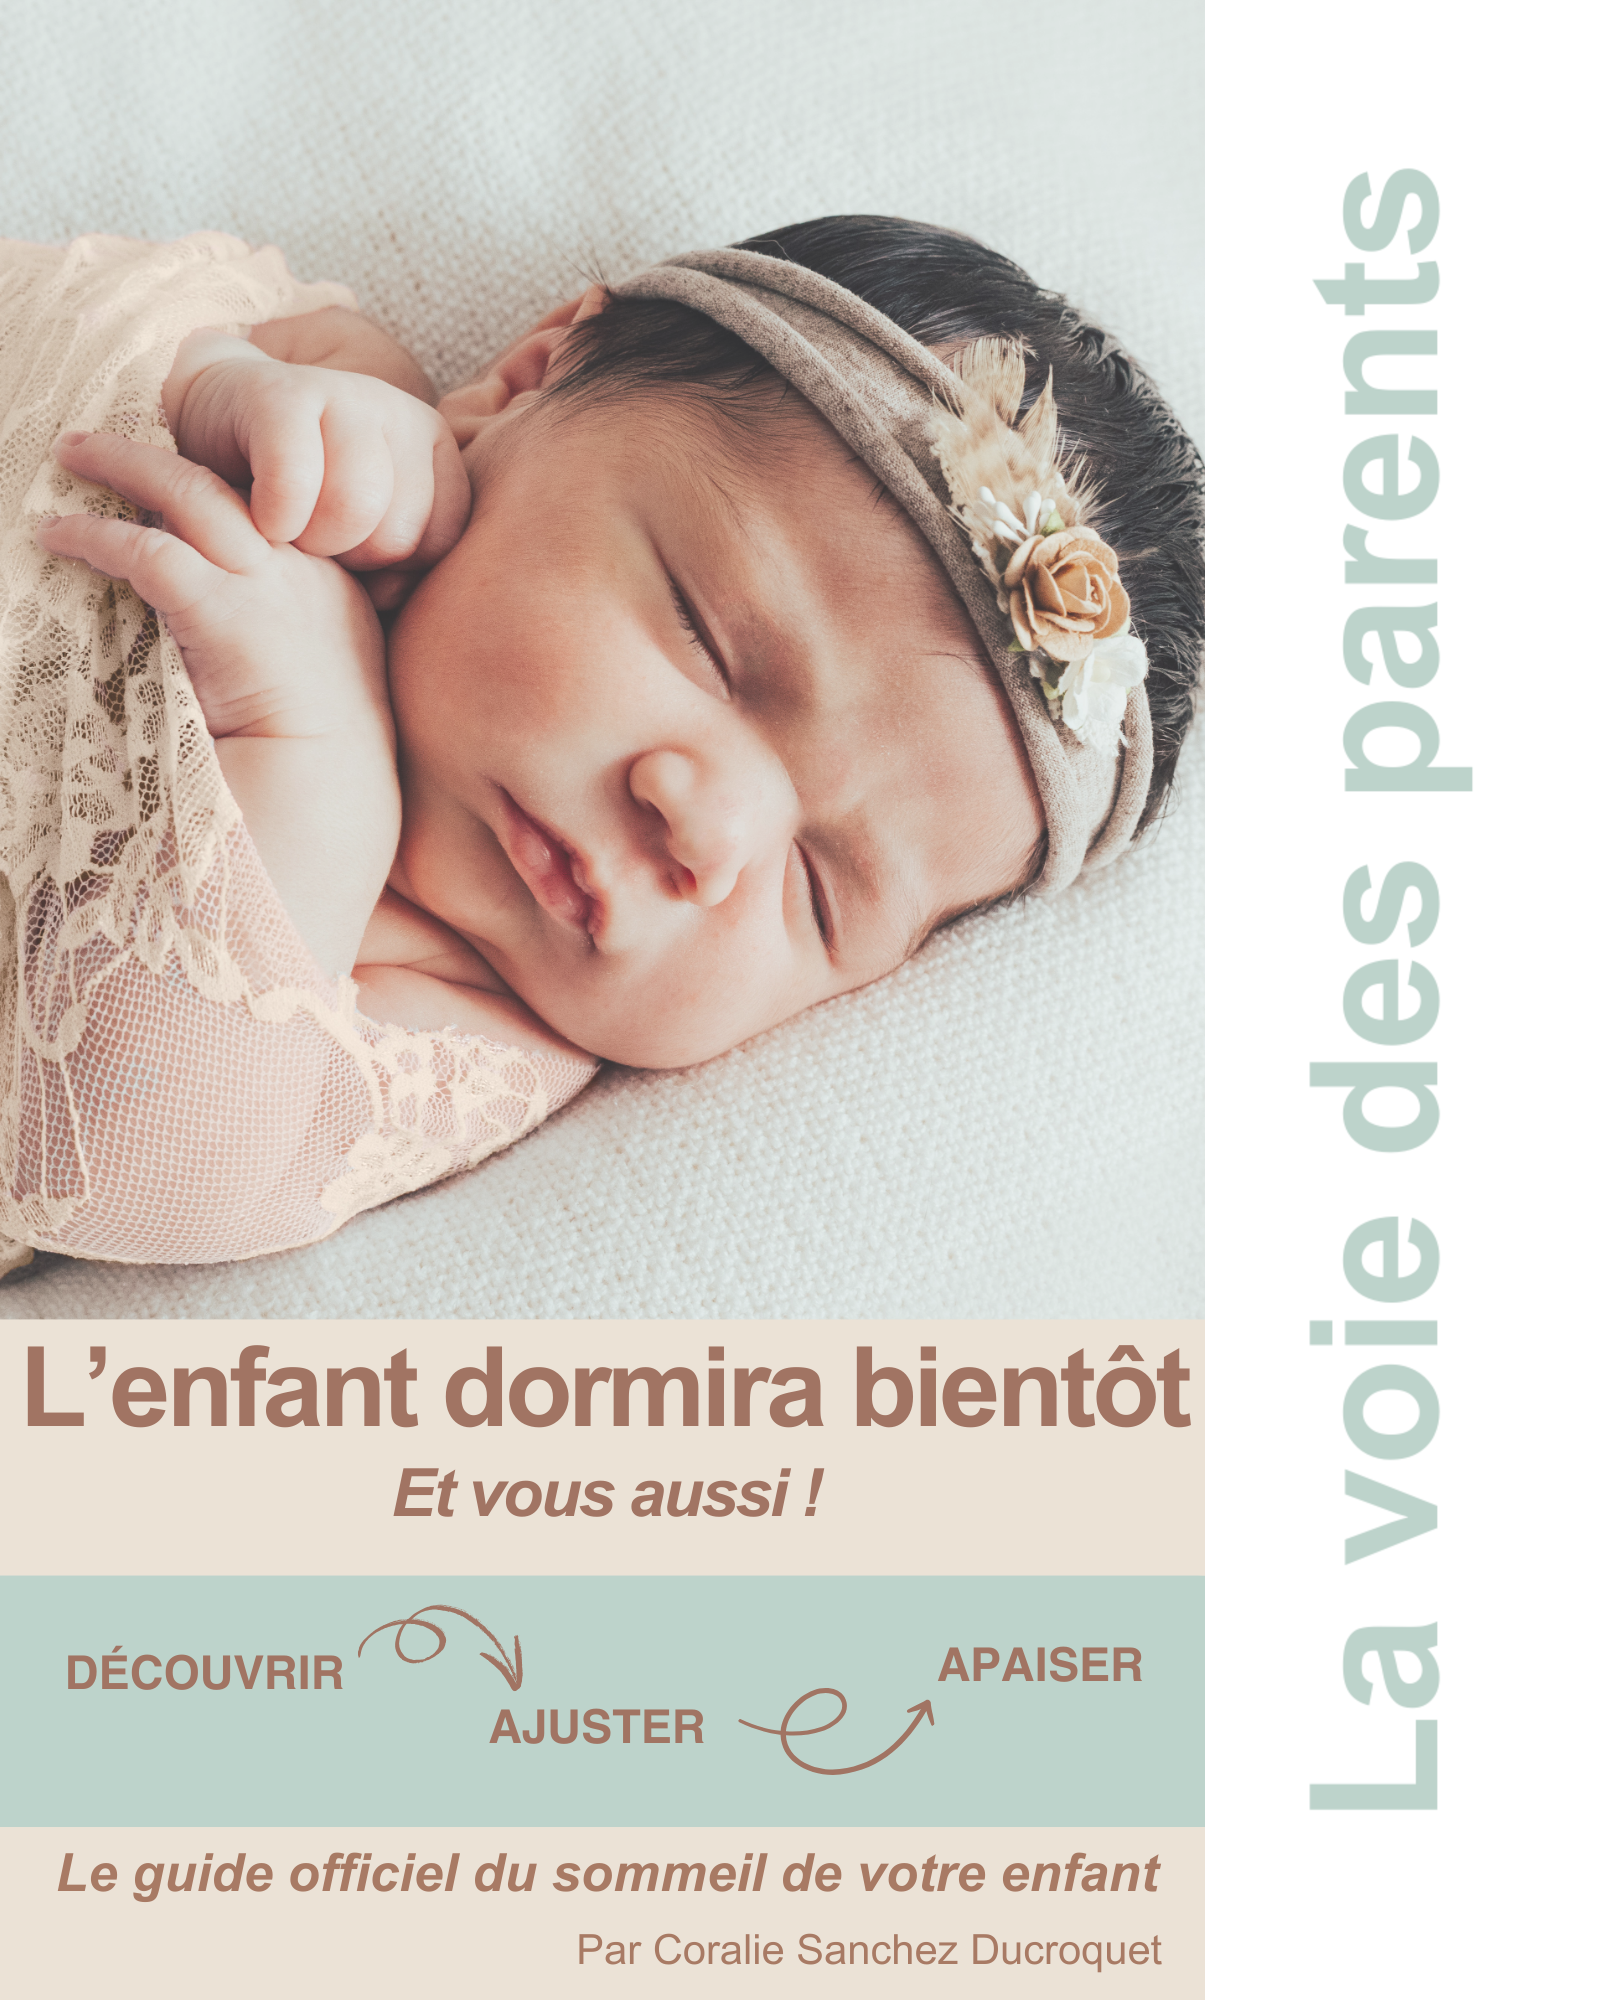 L’enfant dormira bientôt
Et vous aussi !
DÉCOUVRIR
AJUSTER
APAISER
Le guide officiel du sommeil de votre enfant
Par Coralie Sanchez Ducroquet
La voie des parents